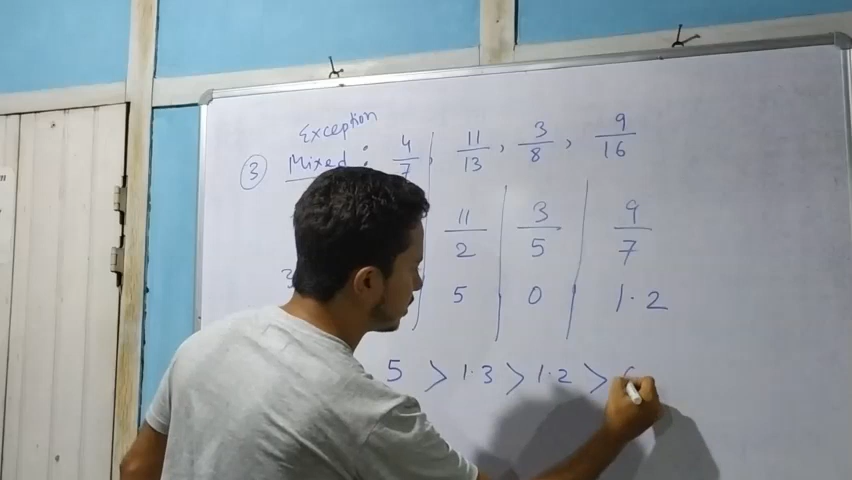 Exception
③ Mixed : 4/7, 11/13, 3/8, 9/16
11/2 | 3/5 | 9/7
5 | 0 | 1.2
5 > 1.3 > 1.2 >